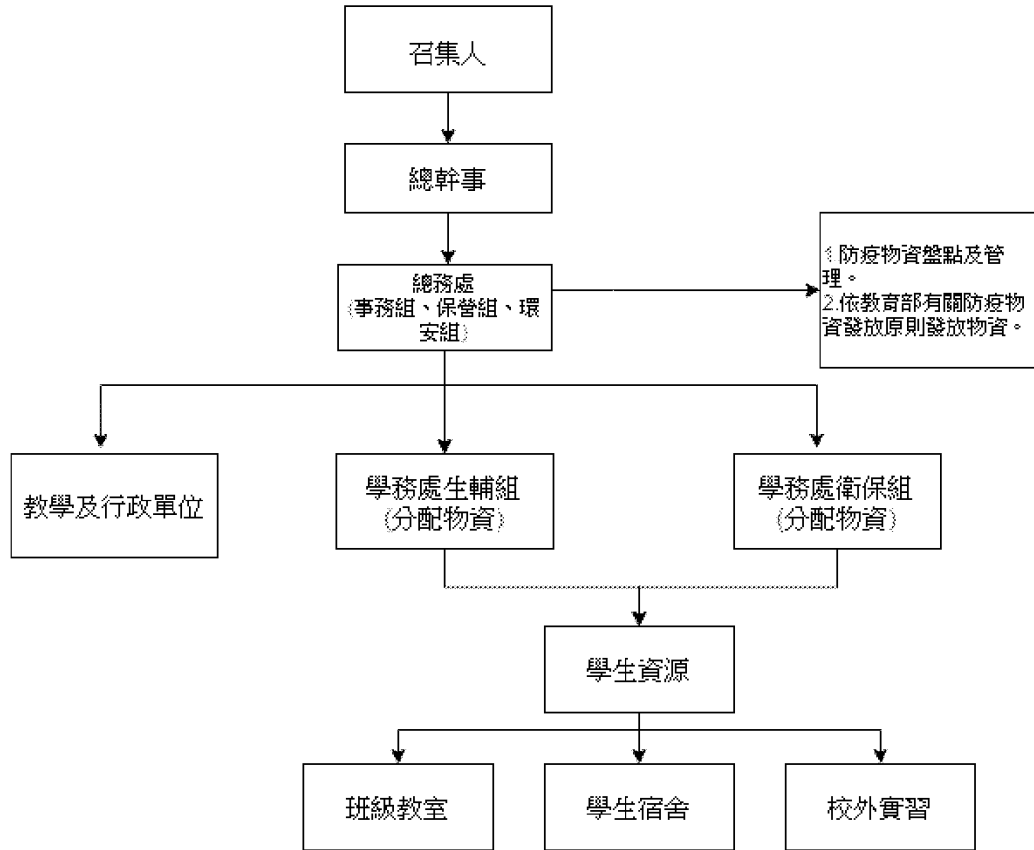 召集人
總幹事
總務處
(事務組、保營組、環
安組)
1.防疫物資盤點及管
理。
2.依教育部有關防疫物
資發放原則發放物資。
教學及行政單位
學務處生輔組
(分配物資)
學務處衛保組
(分配物資)
學生資源
班級教室
學生宿舍
校外實習